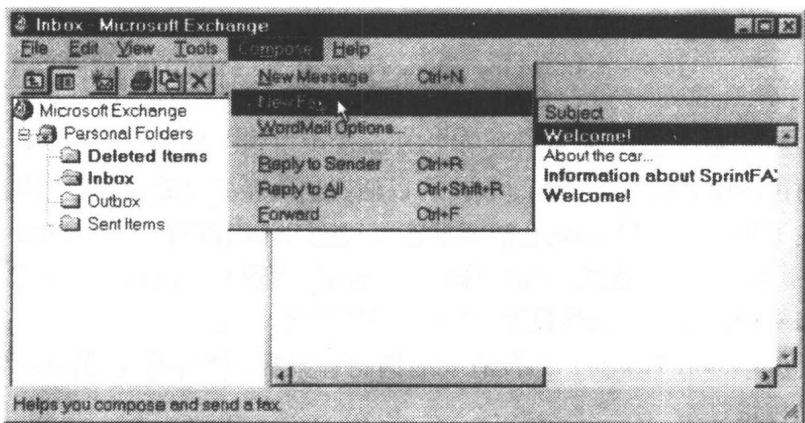 Inbox - Microsoft Exchange
File Edit View Tools Compose Help
New Message Ctrl+N
New Fax
WordMail Options...
Reply to Sender Ctrl+R
Reply to All Ctrl+Shift+R
Forward Ctrl+F
Microsoft Exchange
Personal Folders
Deleted Items
Inbox
Outbox
Sent Items
Subject
Welcome!
About the car...
Information about SprintFAX
Welcome!
Helps you compose and send a fax.